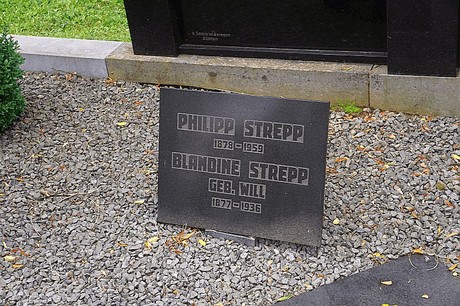 PHILIPP STREPP
1878 - 1959
BLANDINE STREPP
GEB. WILL
1877 - 1936